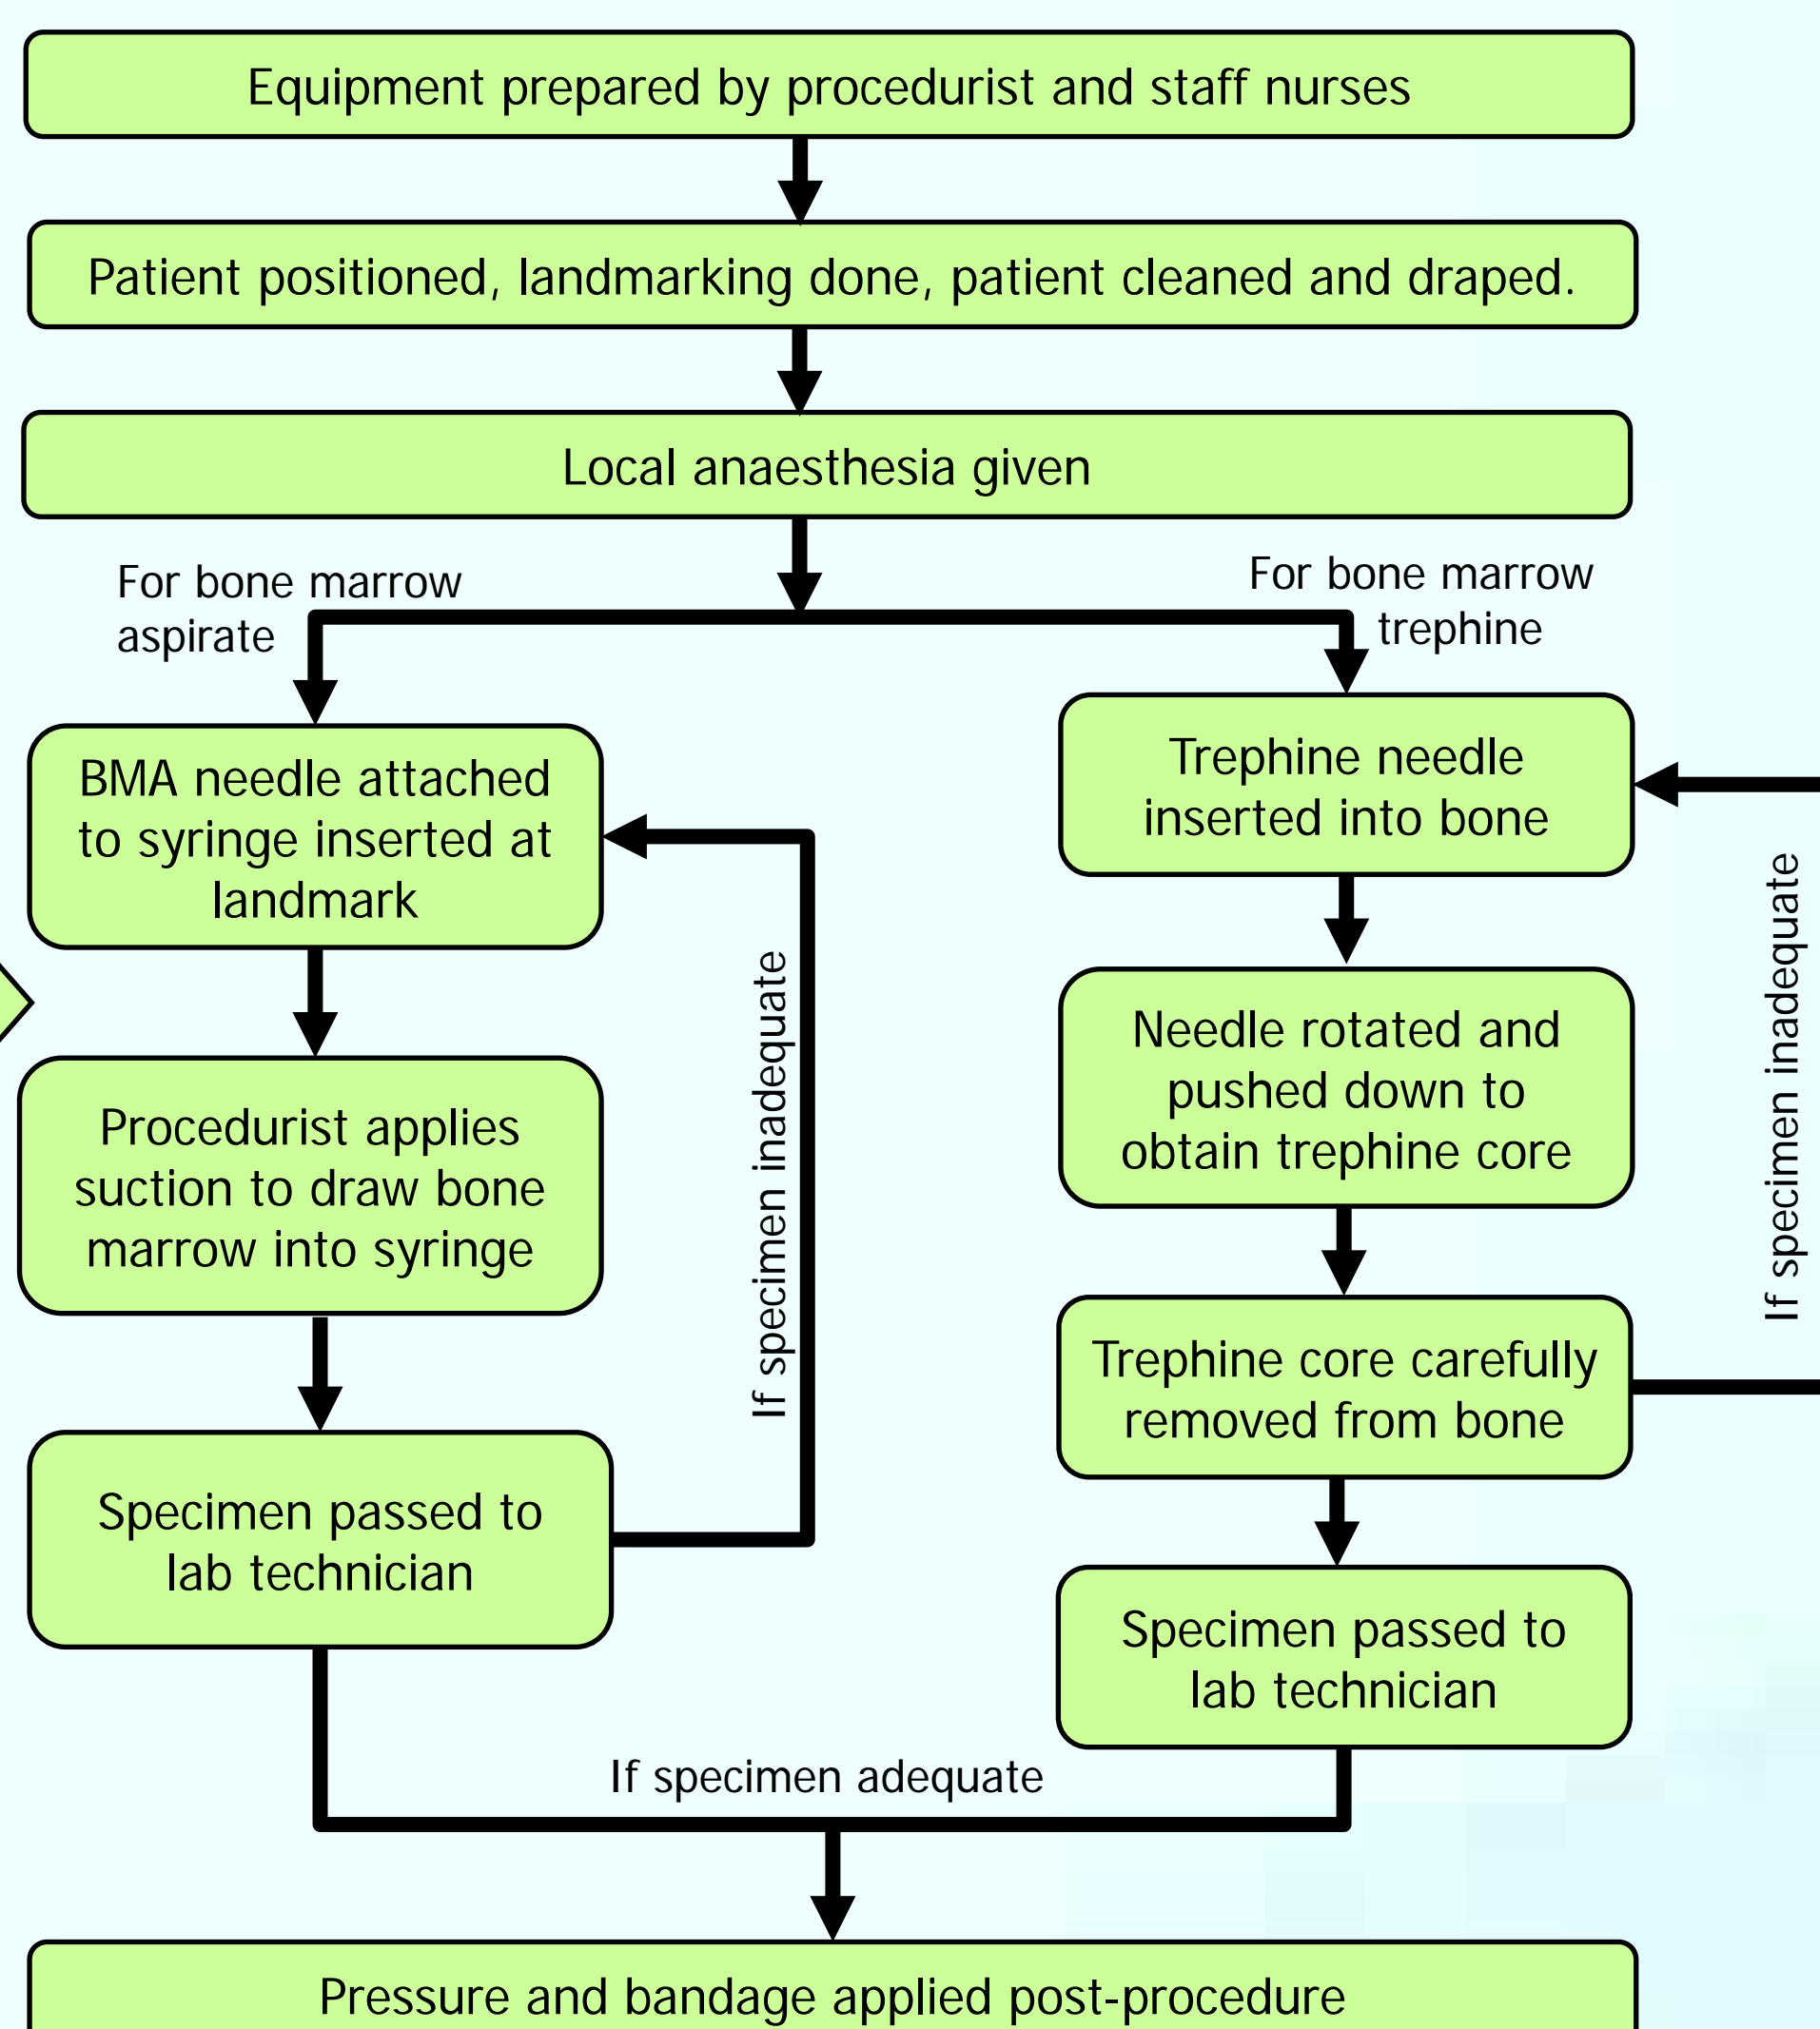 Equipment prepared by procedurist and staff nurses
Patient positioned, landmarking done, patient cleaned and draped.
Local anaesthesia given
For bone marrow
aspirate
For bone marrow
trephine
BMA needle attached
to syringe inserted at
landmark
Procedurist applies
suction to draw bone
marrow into syringe
Specimen passed to
lab technician
If specimen inadequate
Trephine needle
inserted into bone
Needle rotated and
pushed down to
obtain trephine core
Trephine core carefully
removed from bone
Specimen passed to
lab technician
If specimen inadequate
If specimen adequate
Pressure and bandage applied post-procedure